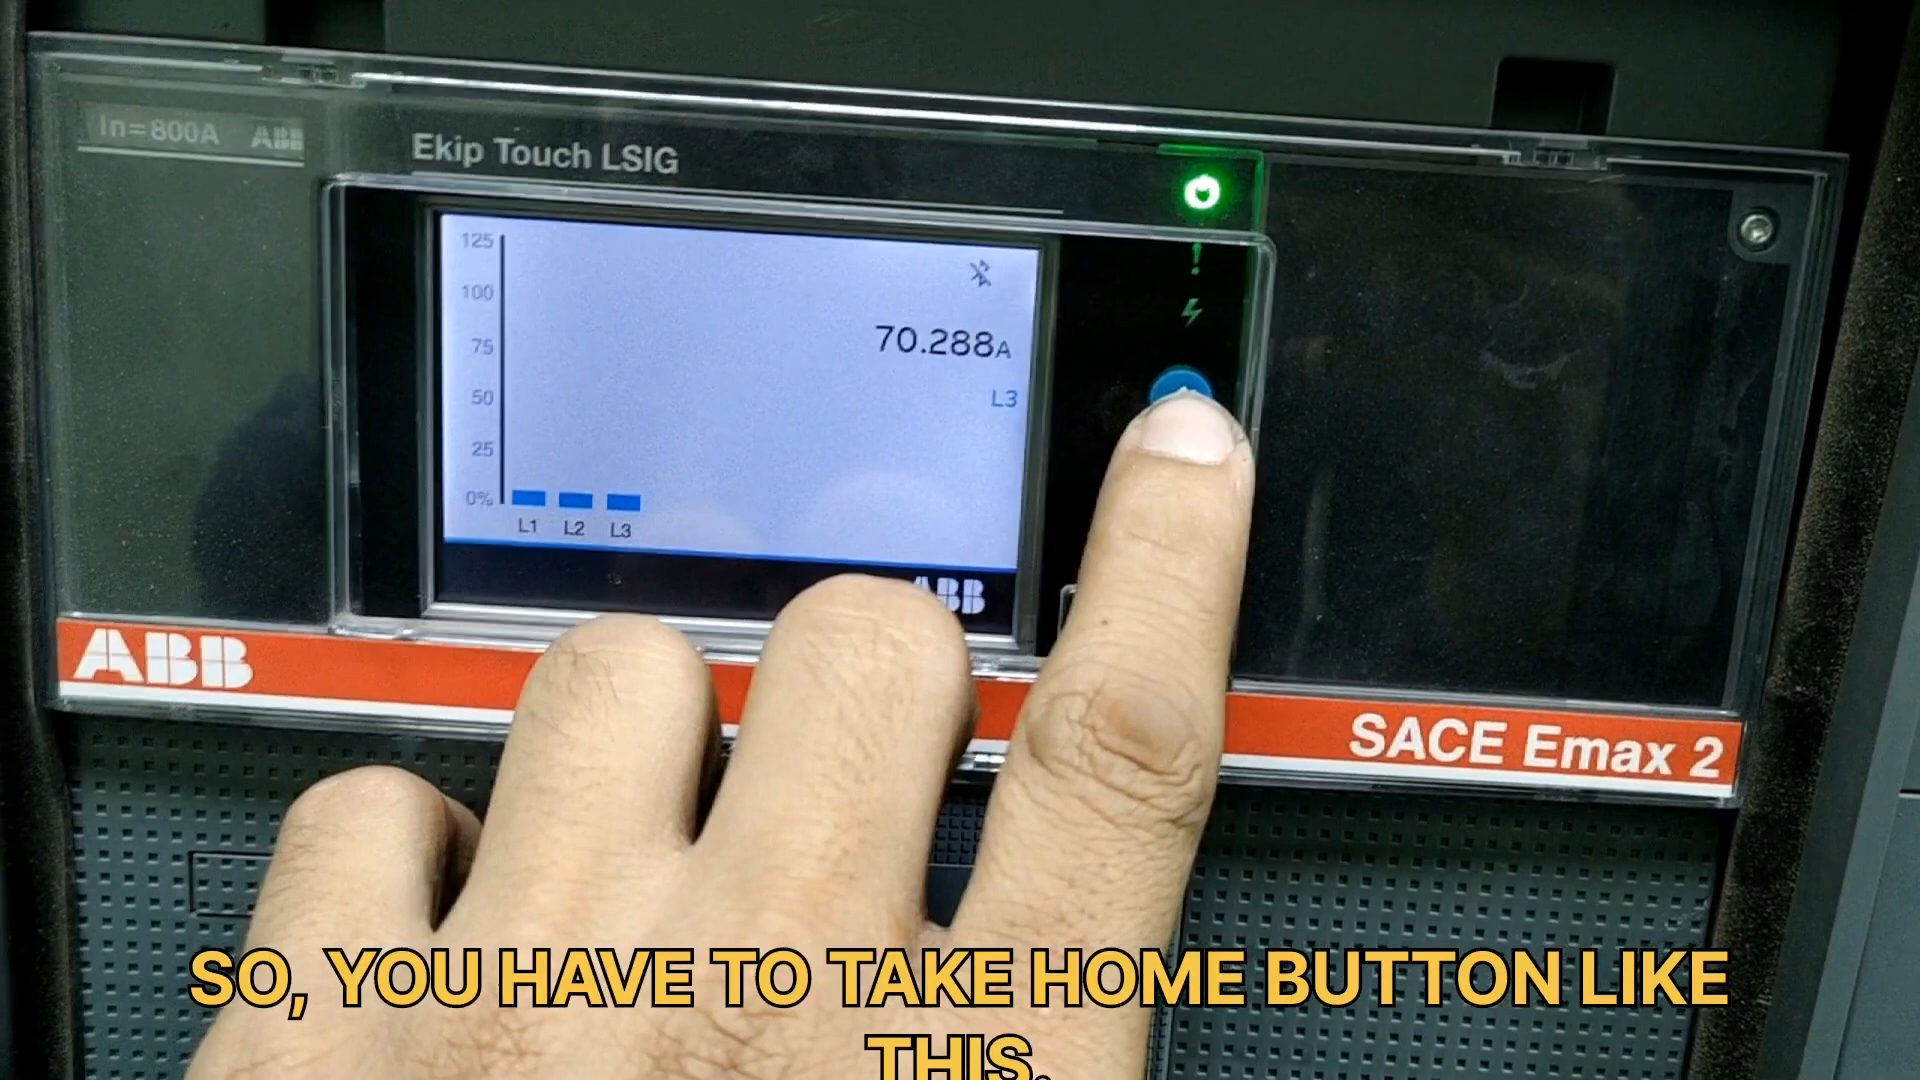 In=800A ABB
Ekip Touch LSIG
125
100
75
50
25
0%
70.288A
L3
L1 L2 L3
ABB
ABB
SACE Emax 2
SO, YOU HAVE TO TAKE HOME BUTTON LIKE
THIS.